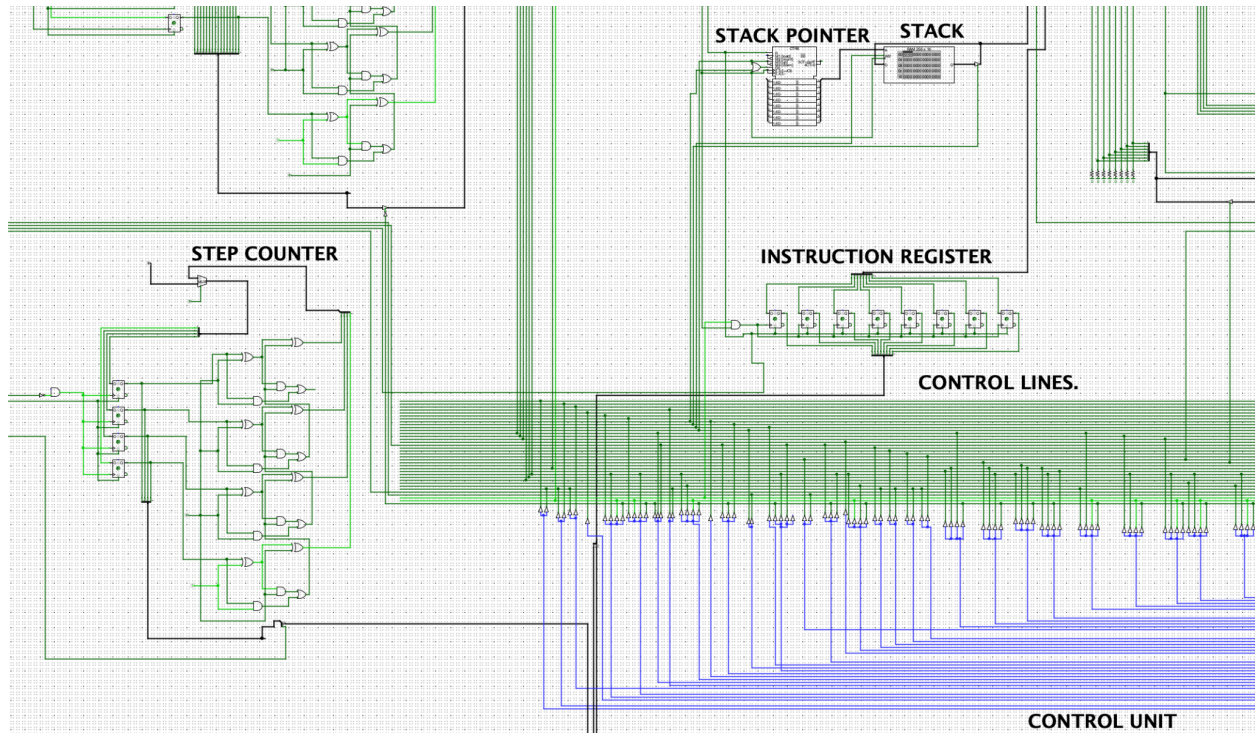 STACK POINTER
STACK
STEP COUNTER
INSTRUCTION REGISTER
CONTROL LINES.
CONTROL UNIT